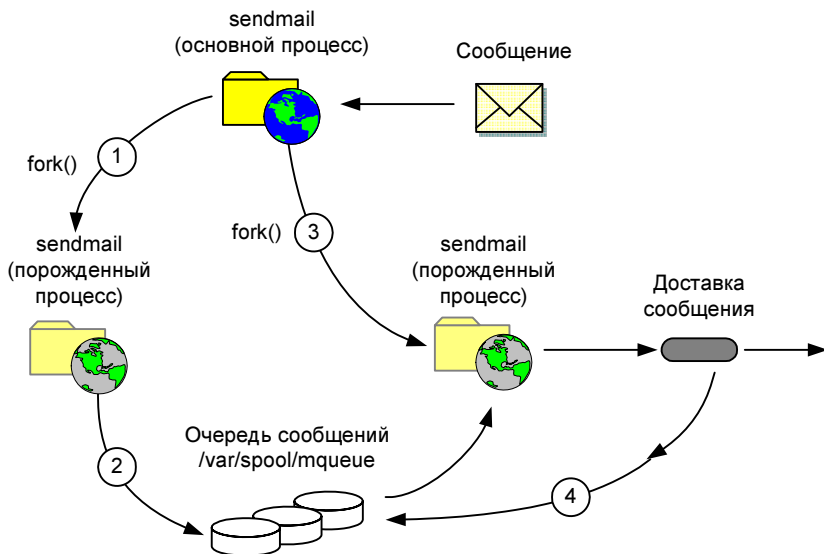 sendmail
(основной процесс)
Сообщение
fork()
1
fork()
3
sendmail
(порожденный
процесс)
sendmail
(порожденный
процесс)
Доставка
сообщения
2
Очередь сообщений
/var/spool/mqueue
4